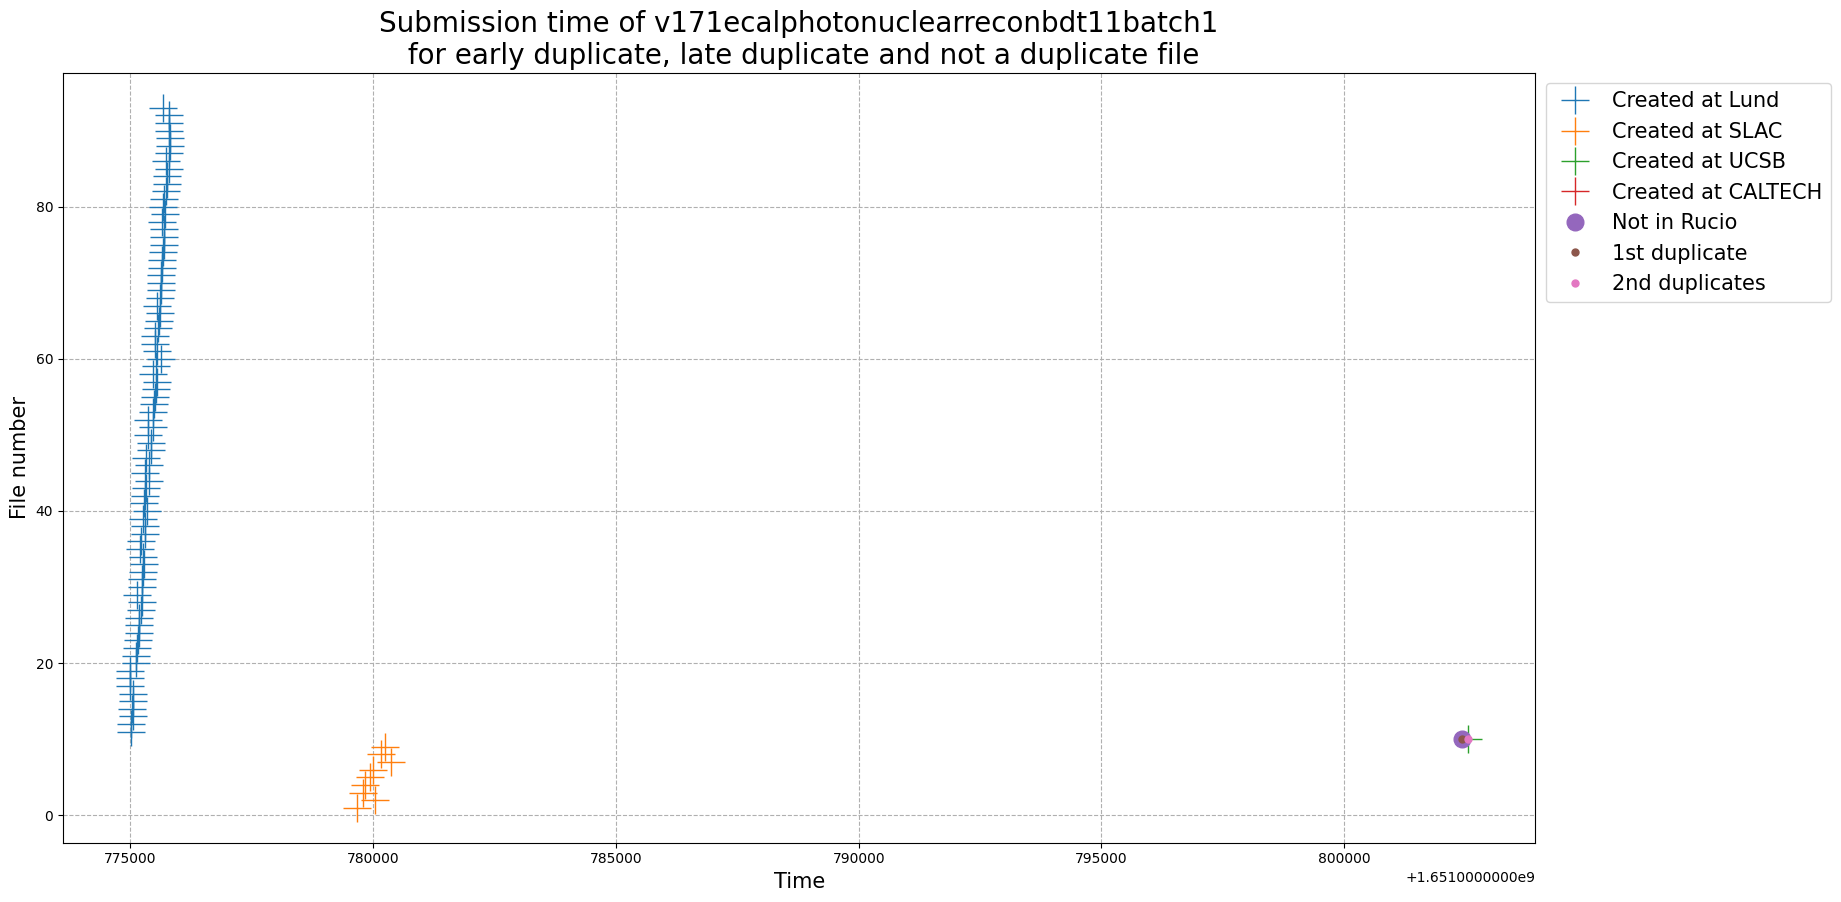 Submission time of v171ecalphotonuclearreconbdt11batch1
for early duplicate, late duplicate and not a duplicate file
Created at Lund
Created at SLAC
Created at UCSB
Created at CALTECH
Not in Rucio
1st duplicate
2nd duplicates
File number
80
60
40
20
0
775000
780000
785000
790000
795000
800000
Time
+1.6510000000e9